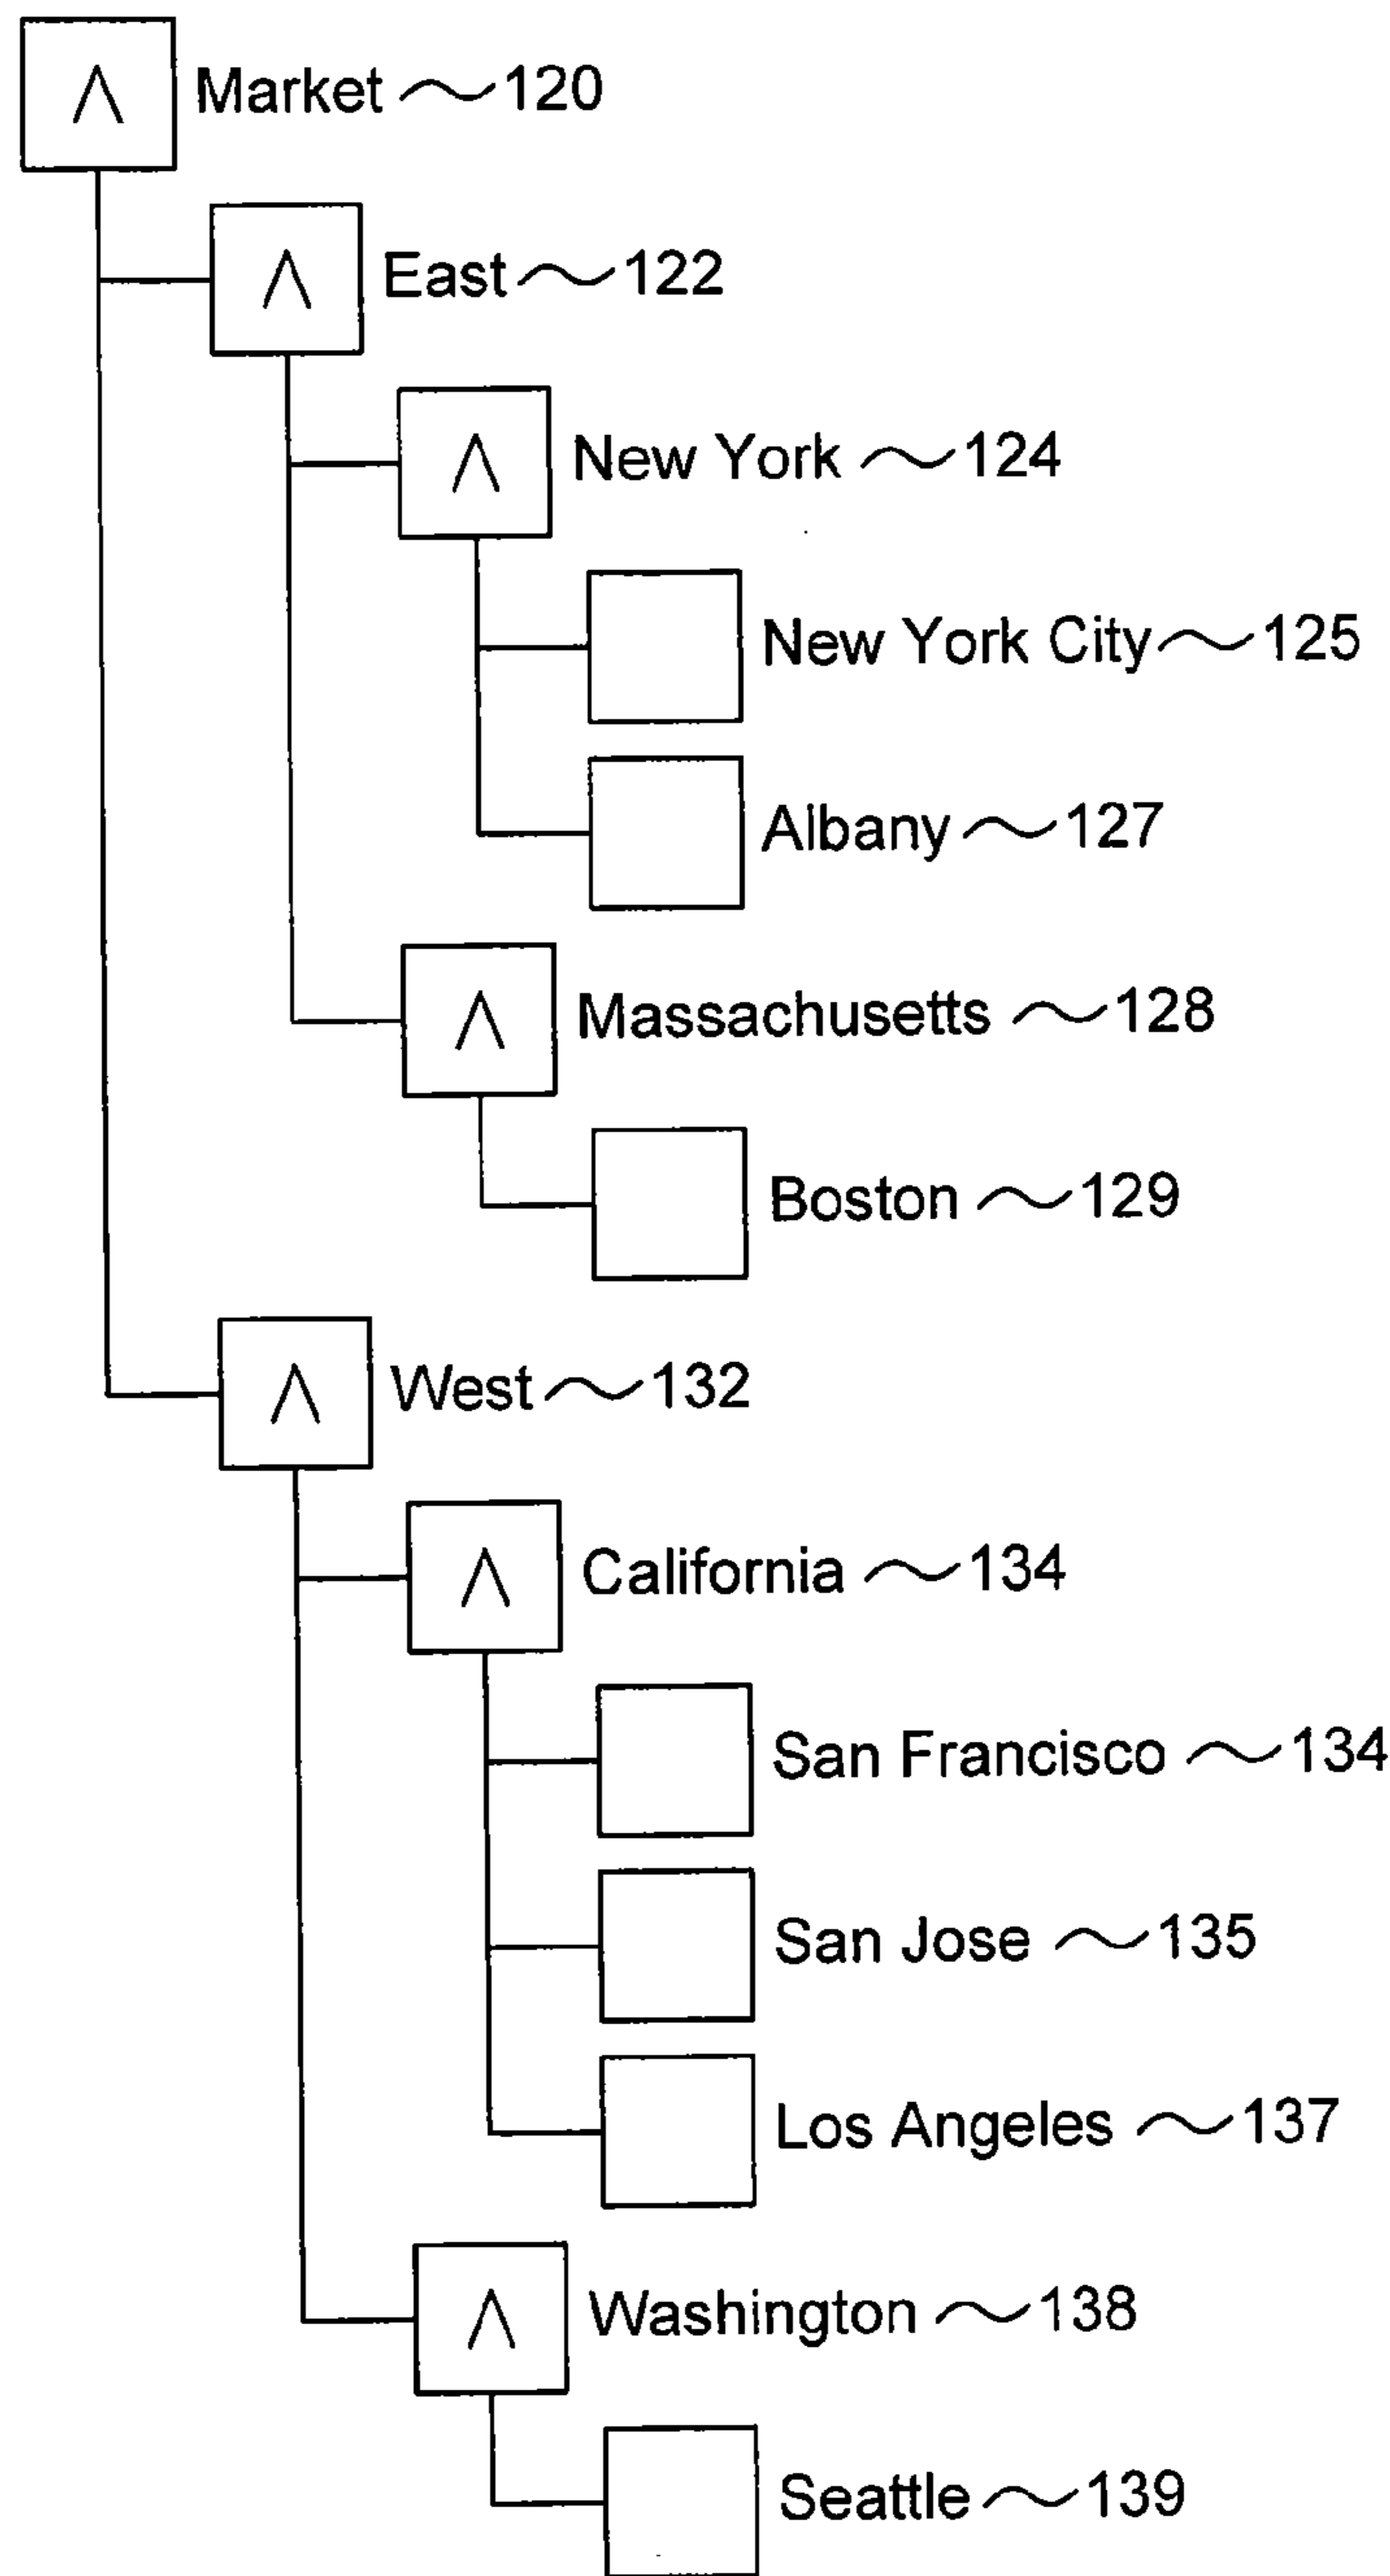 Market 120
East 122
New York 124
New York City 125
Albany 127
Massachusetts 128
Boston 129
West 132
California 134
San Francisco 134
San Jose 135
Los Angeles 137
Washington 138
Seattle 139